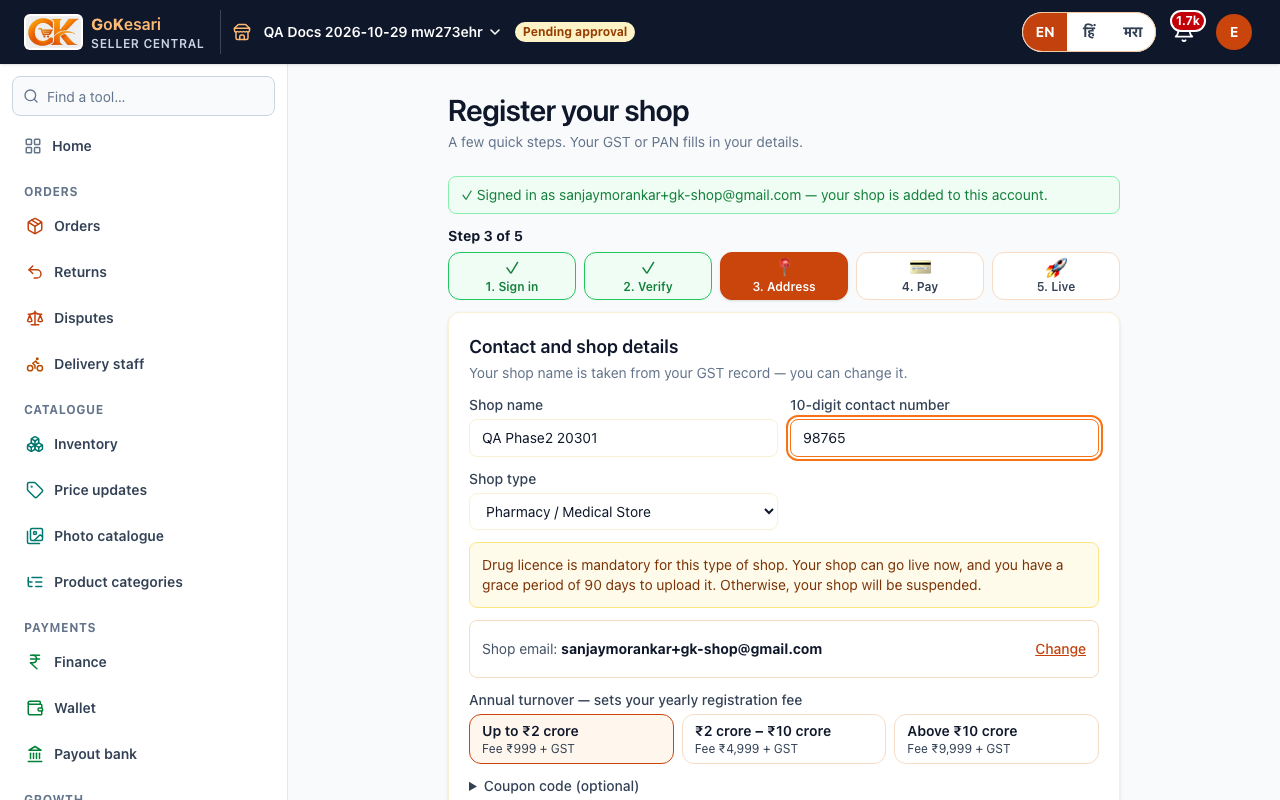 GoKesari
SELLER CENTRAL
QA Docs 2026-10-29 mw273ehr
Pending approval
EN
हिं
मरा
1.7k
E
Find a tool...
Home
ORDERS
Orders
Returns
Disputes
Delivery staff
CATALOGUE
Inventory
Price updates
Photo catalogue
Product categories
PAYMENTS
Finance
Wallet
Payout bank
GROWTH
Register your shop
A few quick steps. Your GST or PAN fills in your details.
✓ Signed in as sanjaymorankar+gk-shop@gmail.com — your shop is added to this account.
Step 3 of 5
1. Sign in
2. Verify
3. Address
4. Pay
5. Live
Contact and shop details
Your shop name is taken from your GST record — you can change it.
Shop name
QA Phase2 20301
10-digit contact number
98765
Shop type
Pharmacy / Medical Store
Drug licence is mandatory for this type of shop. Your shop can go live now, and you have a
grace period of 90 days to upload it. Otherwise, your shop will be suspended.
Shop email: sanjaymorankar+gk-shop@gmail.com
Change
Annual turnover — sets your yearly registration fee
Up to ₹2 crore
Fee ₹999 + GST
₹2 crore – ₹10 crore
Fee ₹4,999 + GST
Above ₹10 crore
Fee ₹9,999 + GST
Coupon code (optional)